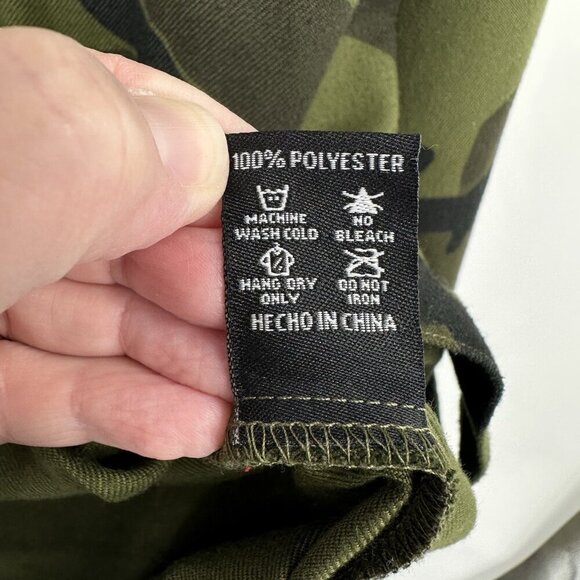 100% POLYESTER
MACHINE
WASH COLD
NO
BLEACH
HANG DRY
ONLY
DO NOT
IRON
HECHO IN CHINA